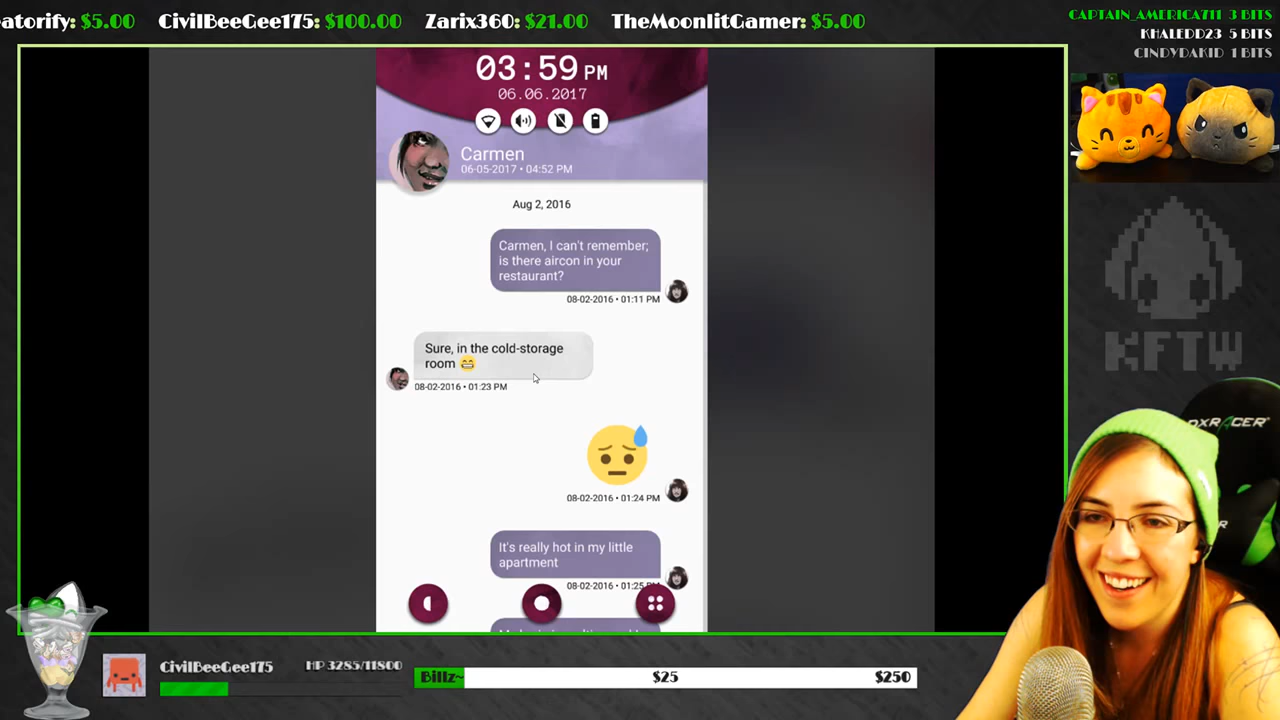 eatorify: $5.00 CivilBeeGee175: $100.00 Zarix360: $21.00 TheMoonlitGamer: $5.00
CAPTAIN_AMERICA711 3 BITS
KHALEDD23 5 BITS
CINDYDAKID 1 BITS
03:59 PM
06.06.2017
Carmen
06-05-2017 • 04:52 PM
Aug 2, 2016
Carmen, I can't remember;
is there aircon in your
restaurant?
08-02-2016 • 01:11 PM
Sure, in the cold-storage
room 😁
08-02-2016 • 01:23 PM
08-02-2016 • 01:24 PM
It's really hot in my little
apartment
08-02-2016 • 01:25 PM
KFTW
DXRACER
CivilBeeGee175 HP 3285/11800
Billz~ $25 $250